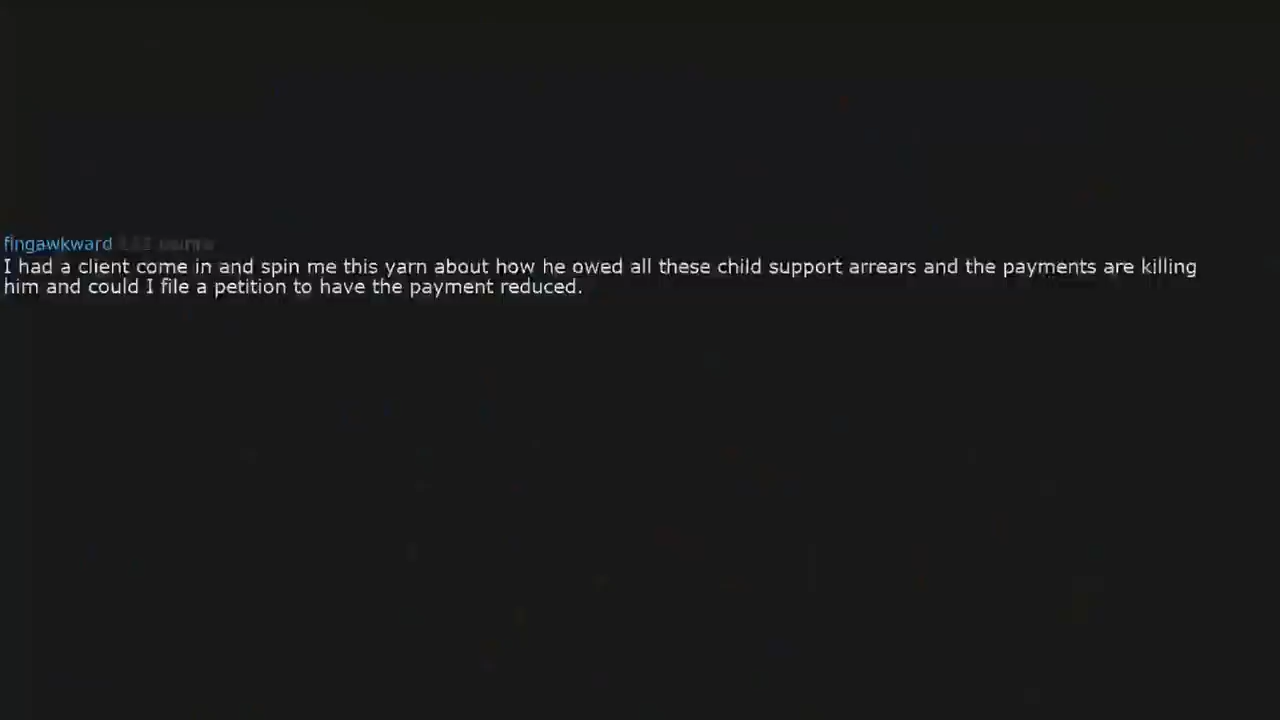 fingawkward
I had a client come in and spin me this yarn about how he owed all these child support arrears and the payments are killing
him and could I file a petition to have the payment reduced.